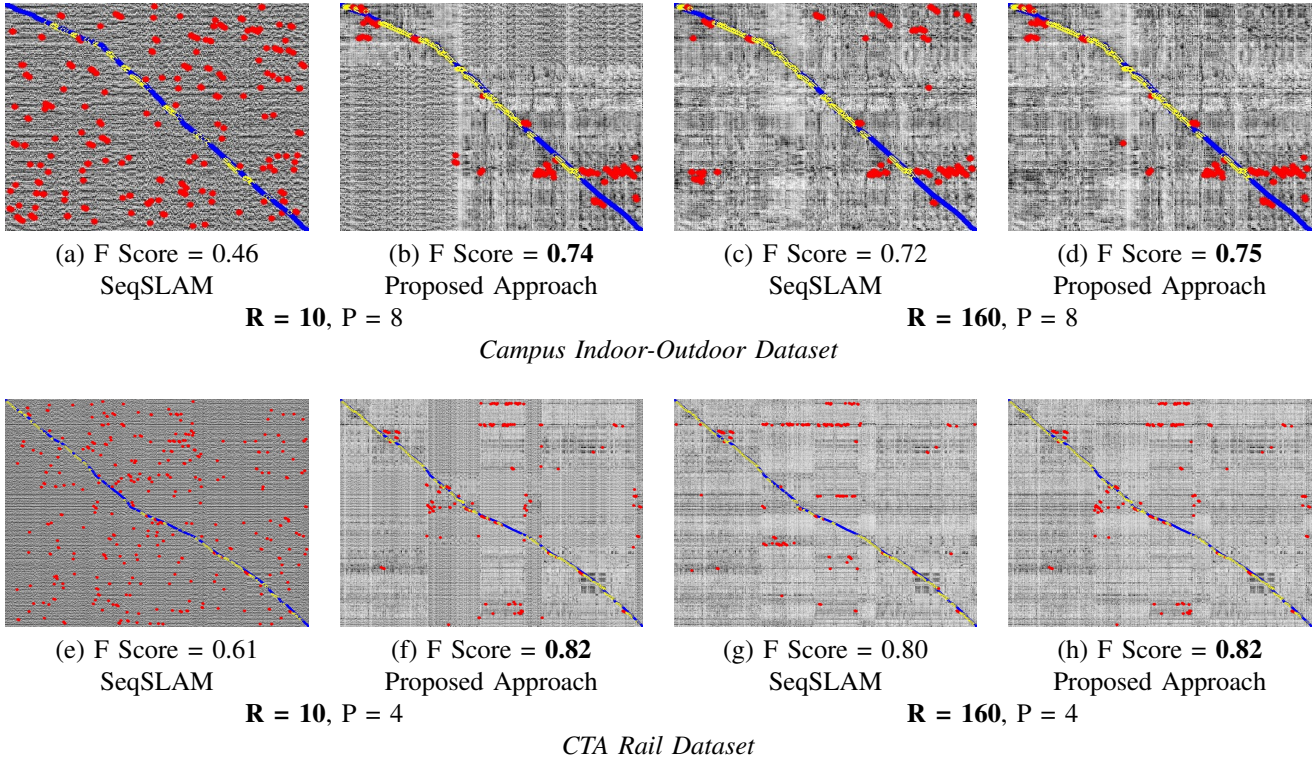 (a) F Score = 0.46 (b) F Score = 0.74 (c) F Score = 0.72 (d) F Score = 0.75
SeqSLAM Proposed Approach SeqSLAM Proposed Approach
R = 10, P = 8 R = 160, P = 8
Campus Indoor-Outdoor Dataset
(e) F Score = 0.61 (f) F Score = 0.82 (g) F Score = 0.80 (h) F Score = 0.82
SeqSLAM Proposed Approach SeqSLAM Proposed Approach
R = 10, P = 4 R = 160, P = 4
CTA Rail Dataset